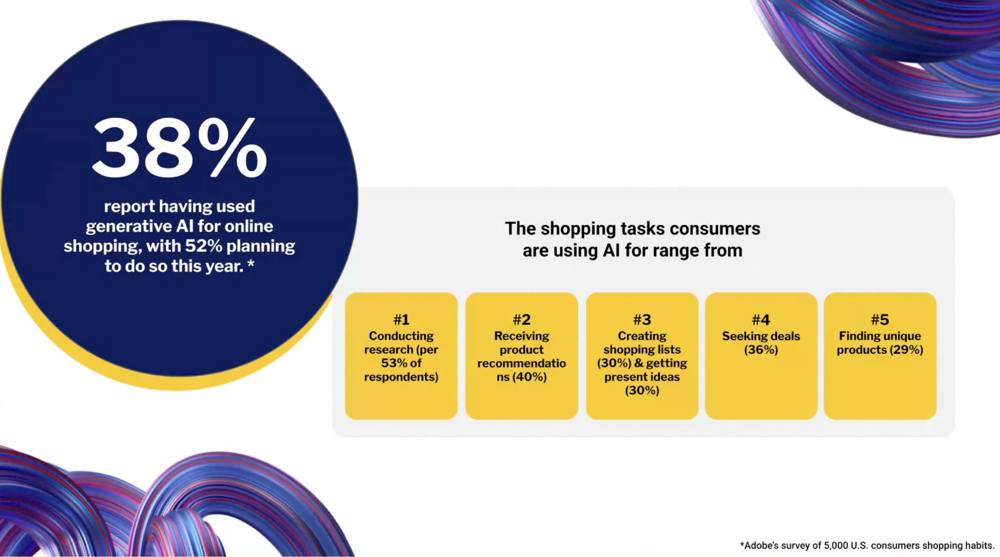 38%
report having used
generative AI for online
shopping, with 52% planning
to do so this year. *
The shopping tasks consumers
are using AI for range from
#1
Conducting
research (per
53% of
respondents)
#2
Receiving
product
recommendatio
ns (40%)
#3
Creating
shopping lists
(30%) & getting
present ideas
(30%)
#4
Seeking deals
(36%)
#5
Finding unique
products (29%)
*Adobe's survey of 5,000 U.S. consumers shopping habits.